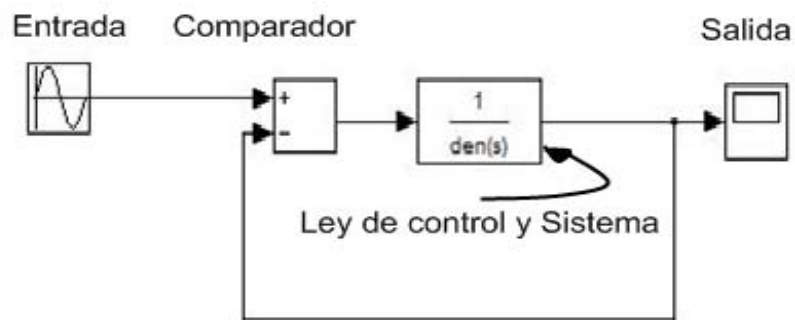 Entrada
Comparador
Salida
+
−
1
den(s)
Ley de control y Sistema